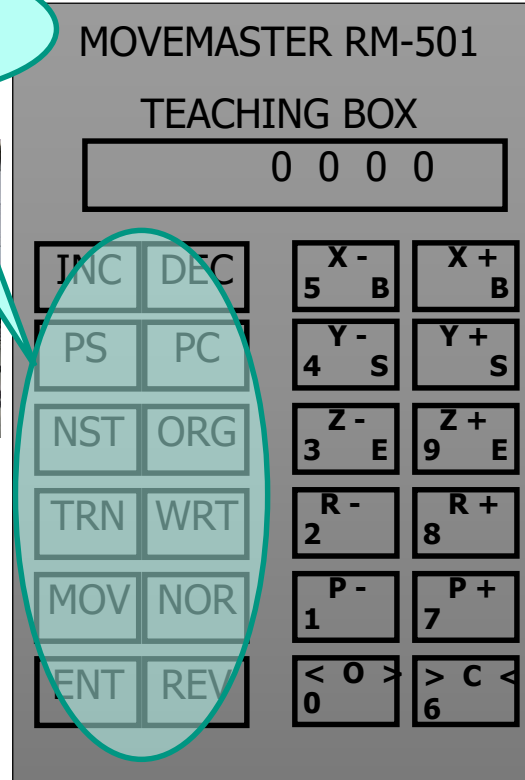 MOVEMASTER RM-501
TEACHING BOX
0 0 0 0
INC DEC X - X +
5 B B
PS PC Y - Y +
4 S S
NST ORG Z - Z +
3 E 9 E
TRN WRT R - R +
2 8
MOV NOR P - P +
1 7
ENT REV < O > > C <
0 6